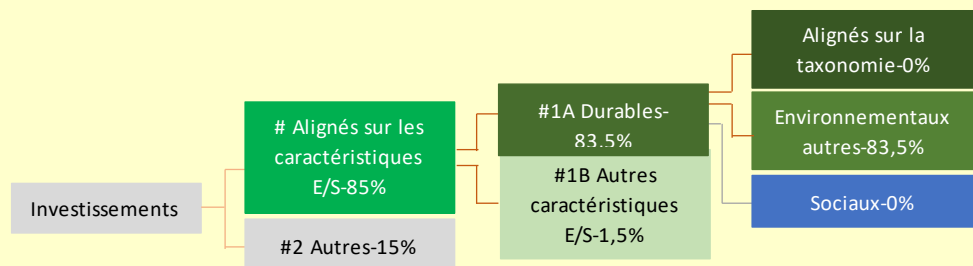 Investissements
# Alignés sur les
caractéristiques
E/S-85%
#2 Autres-15%
#1A Durables-
83.5%
#1B Autres
caractéristiques
E/S-1,5%
Alignés sur la
taxonomie-0%
Environnementaux
autres-83,5%
Sociaux-0%